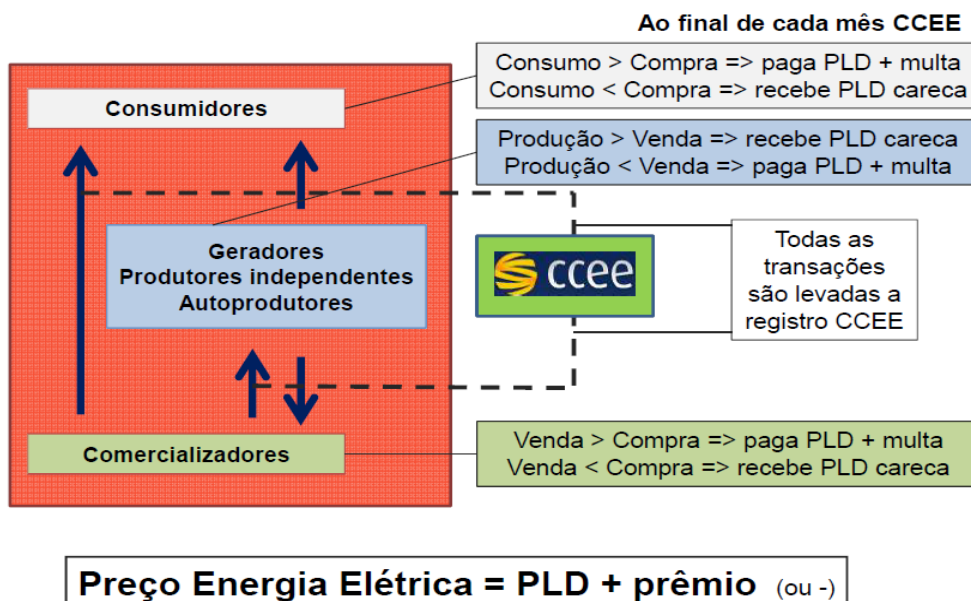 Ao final de cada mês CCEE
Consumo > Compra => paga PLD + multa
Consumo < Compra => recebe PLD careca
Consumidores
Produção > Venda => recebe PLD careca
Produção < Venda => paga PLD + multa
Geradores
Produtores independentes
Autoprodutores
ccee
Todas as
transações
são levadas a
registro CCEE
Comercializadores
Venda > Compra => paga PLD + multa
Venda < Compra => recebe PLD careca
Preço Energia Elétrica = PLD + prêmio (ou -)